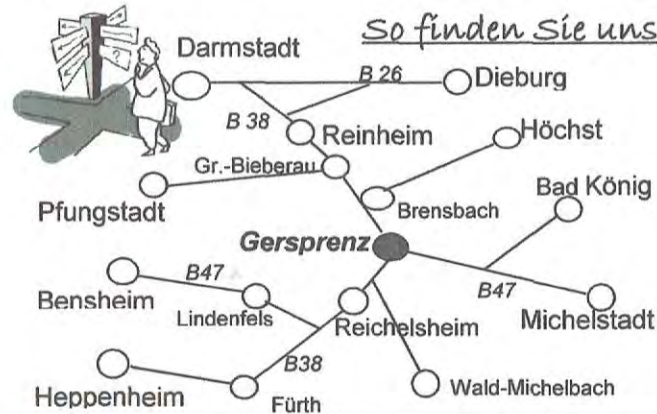 So finden Sie uns
Darmstadt
B 26
Dieburg
B 38
Reinheim
Höchst
Gr.-Bieberau
Bad König
Pfungstadt
Brensbach
Gersprenz
B47
B47
Bensheim
Lindenfels
Reichelsheim
Michelstadt
B38
Heppenheim
Fürth
Wald-Michelbach
?